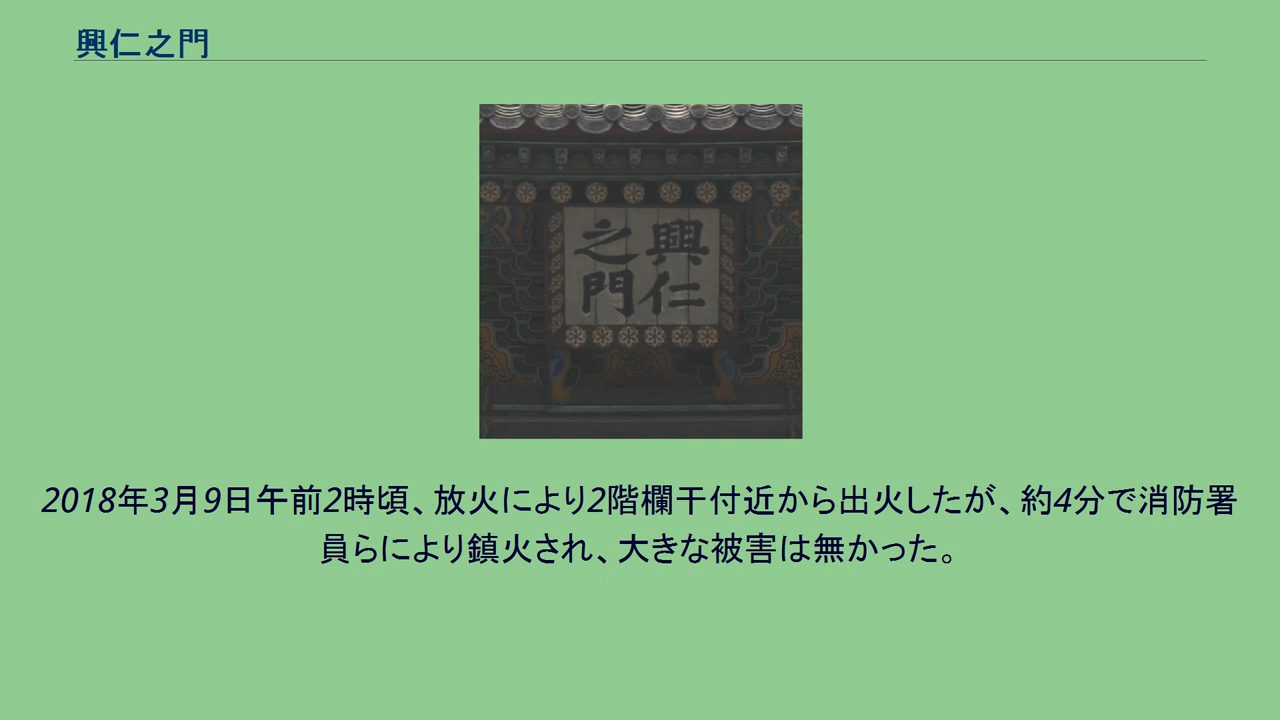 興仁之門
興仁
之門
2018年3月9日午前2時頃、放火により2階欄干付近から出火したが、約4分で消防署
員らにより鎮火され、大きな被害は無かった。